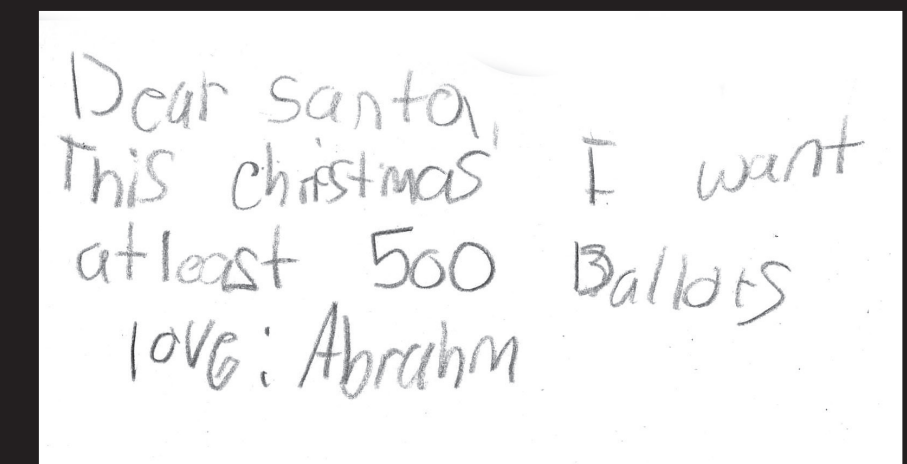 Dear Santa,
This christmas I want
atleast 500 Ballots
love: Abrahm